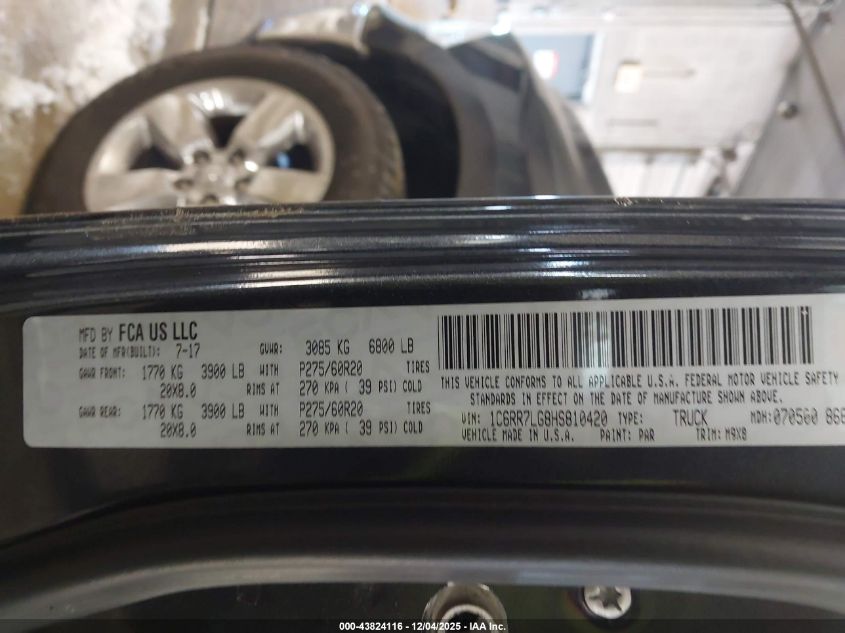 MFD BY FCA US LLC
DATE OF MFR(BUILT): 7-17 GVWR: 3085 KG 6800 LB
GAWR FRONT: 1770 KG 3900 LB WITH P275/60R20 TIRES
20X8.0 RIMS AT 270 KPA ( 39 PSI) COLD
GAWR REAR: 1770 KG 3900 LB WITH P275/60R20 TIRES
20X8.0 RIMS AT 270 KPA ( 39 PSI) COLD
THIS VEHICLE CONFORMS TO ALL APPLICABLE U.S.A. FEDERAL MOTOR VEHICLE SAFETY
STANDARDS IN EFFECT ON THE DATE OF MANUFACTURE SHOWN ABOVE.
VIN: 1C6RR7LG8HS810420 TYPE: TRUCK MDH:070560
VEHICLE MADE IN U.S.A. PAINT: PAR TRIM: M9X8
000-43824116 - 12/04/2025 - IAA Inc.